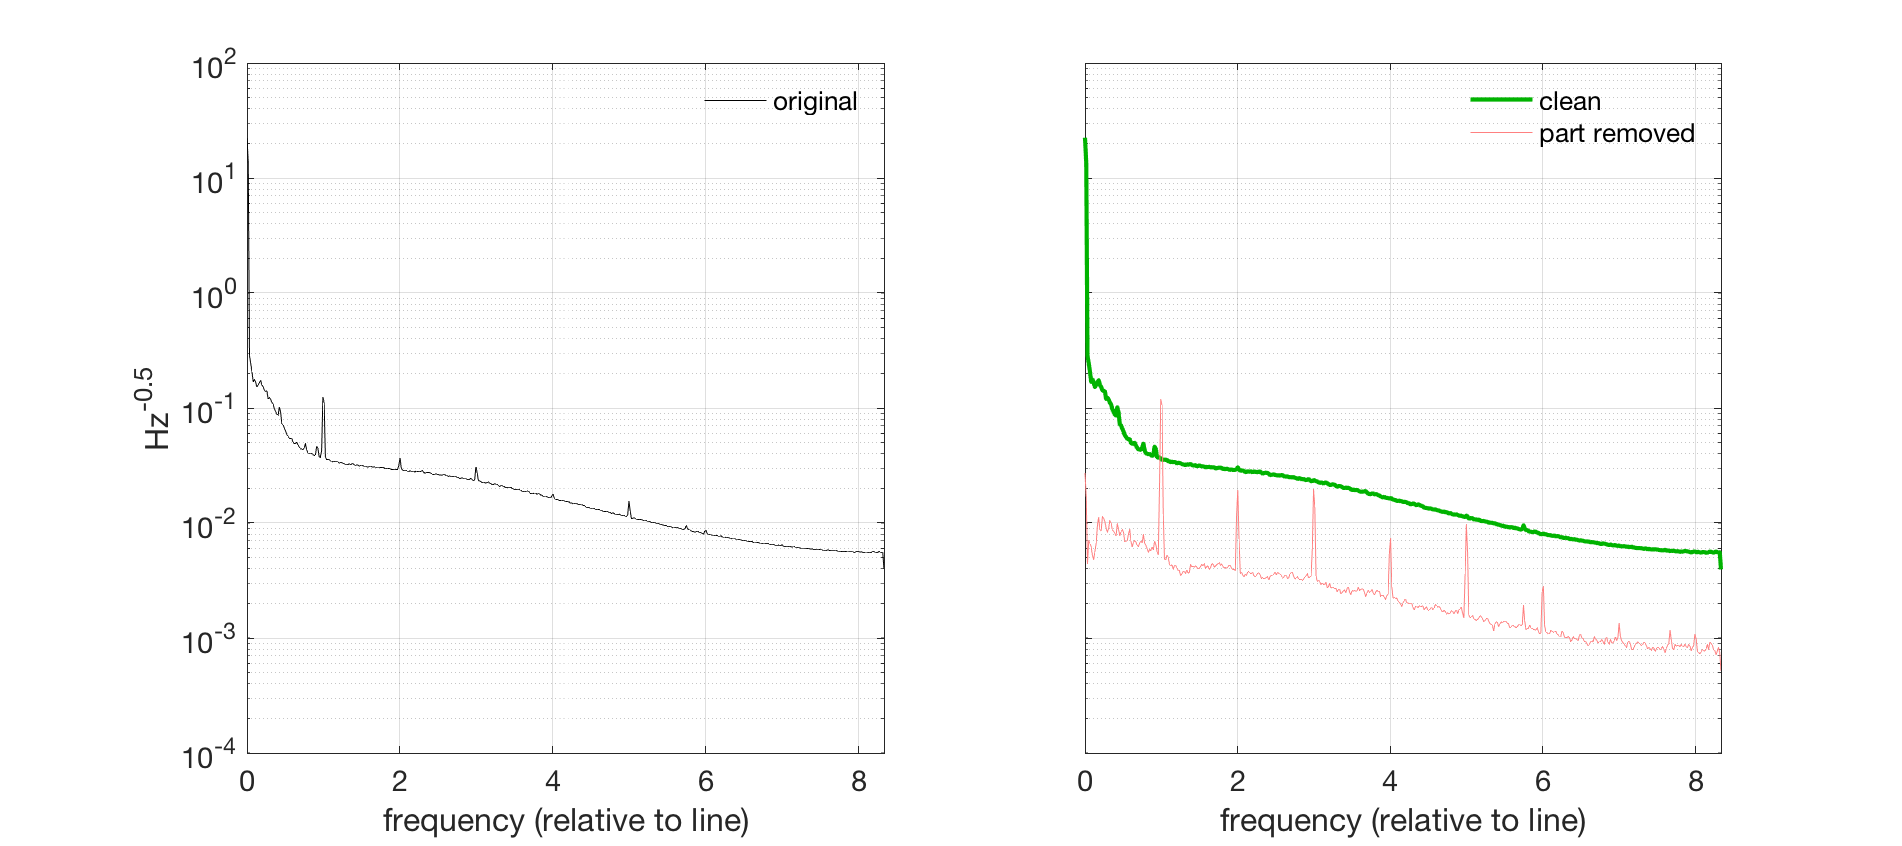 10^2
10^1
10^0
10^-1
10^-2
10^-3
10^-4
Hz^-0.5
0 2 4 6 8
frequency (relative to line)
original
clean
part removed
0 2 4 6 8
frequency (relative to line)